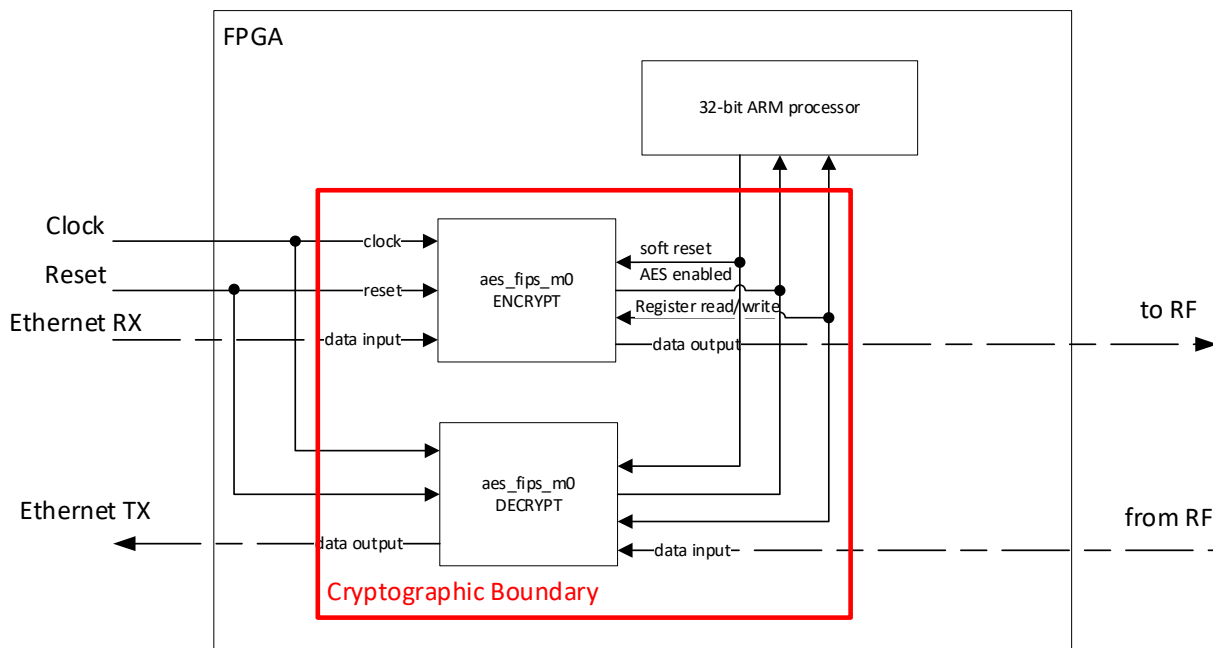 FPGA
32-bit ARM processor
Clock
clock
soft reset
AES enabled
Reset
reset
aes_fips_m0
ENCRYPT
Register read/write
Ethernet RX
data input
data output
to RF
aes_fips_m0
DECRYPT
Ethernet TX
data output
data input
from RF
Cryptographic Boundary